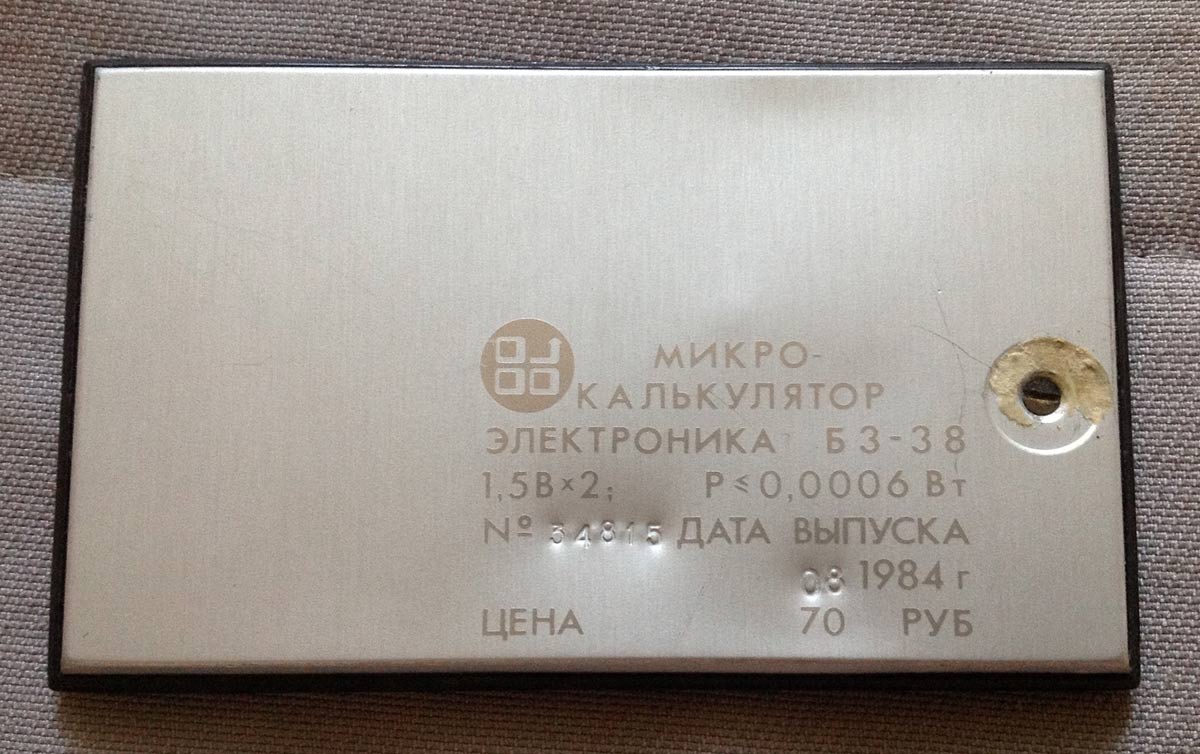 МИКРО-
КАЛЬКУЛЯТОР
ЭЛЕКТРОНИКА Б3-38
1,5В×2; Р≤0,0006 Вт
№ 34815 ДАТА ВЫПУСКА
08 1984 г
ЦЕНА 70 РУБ